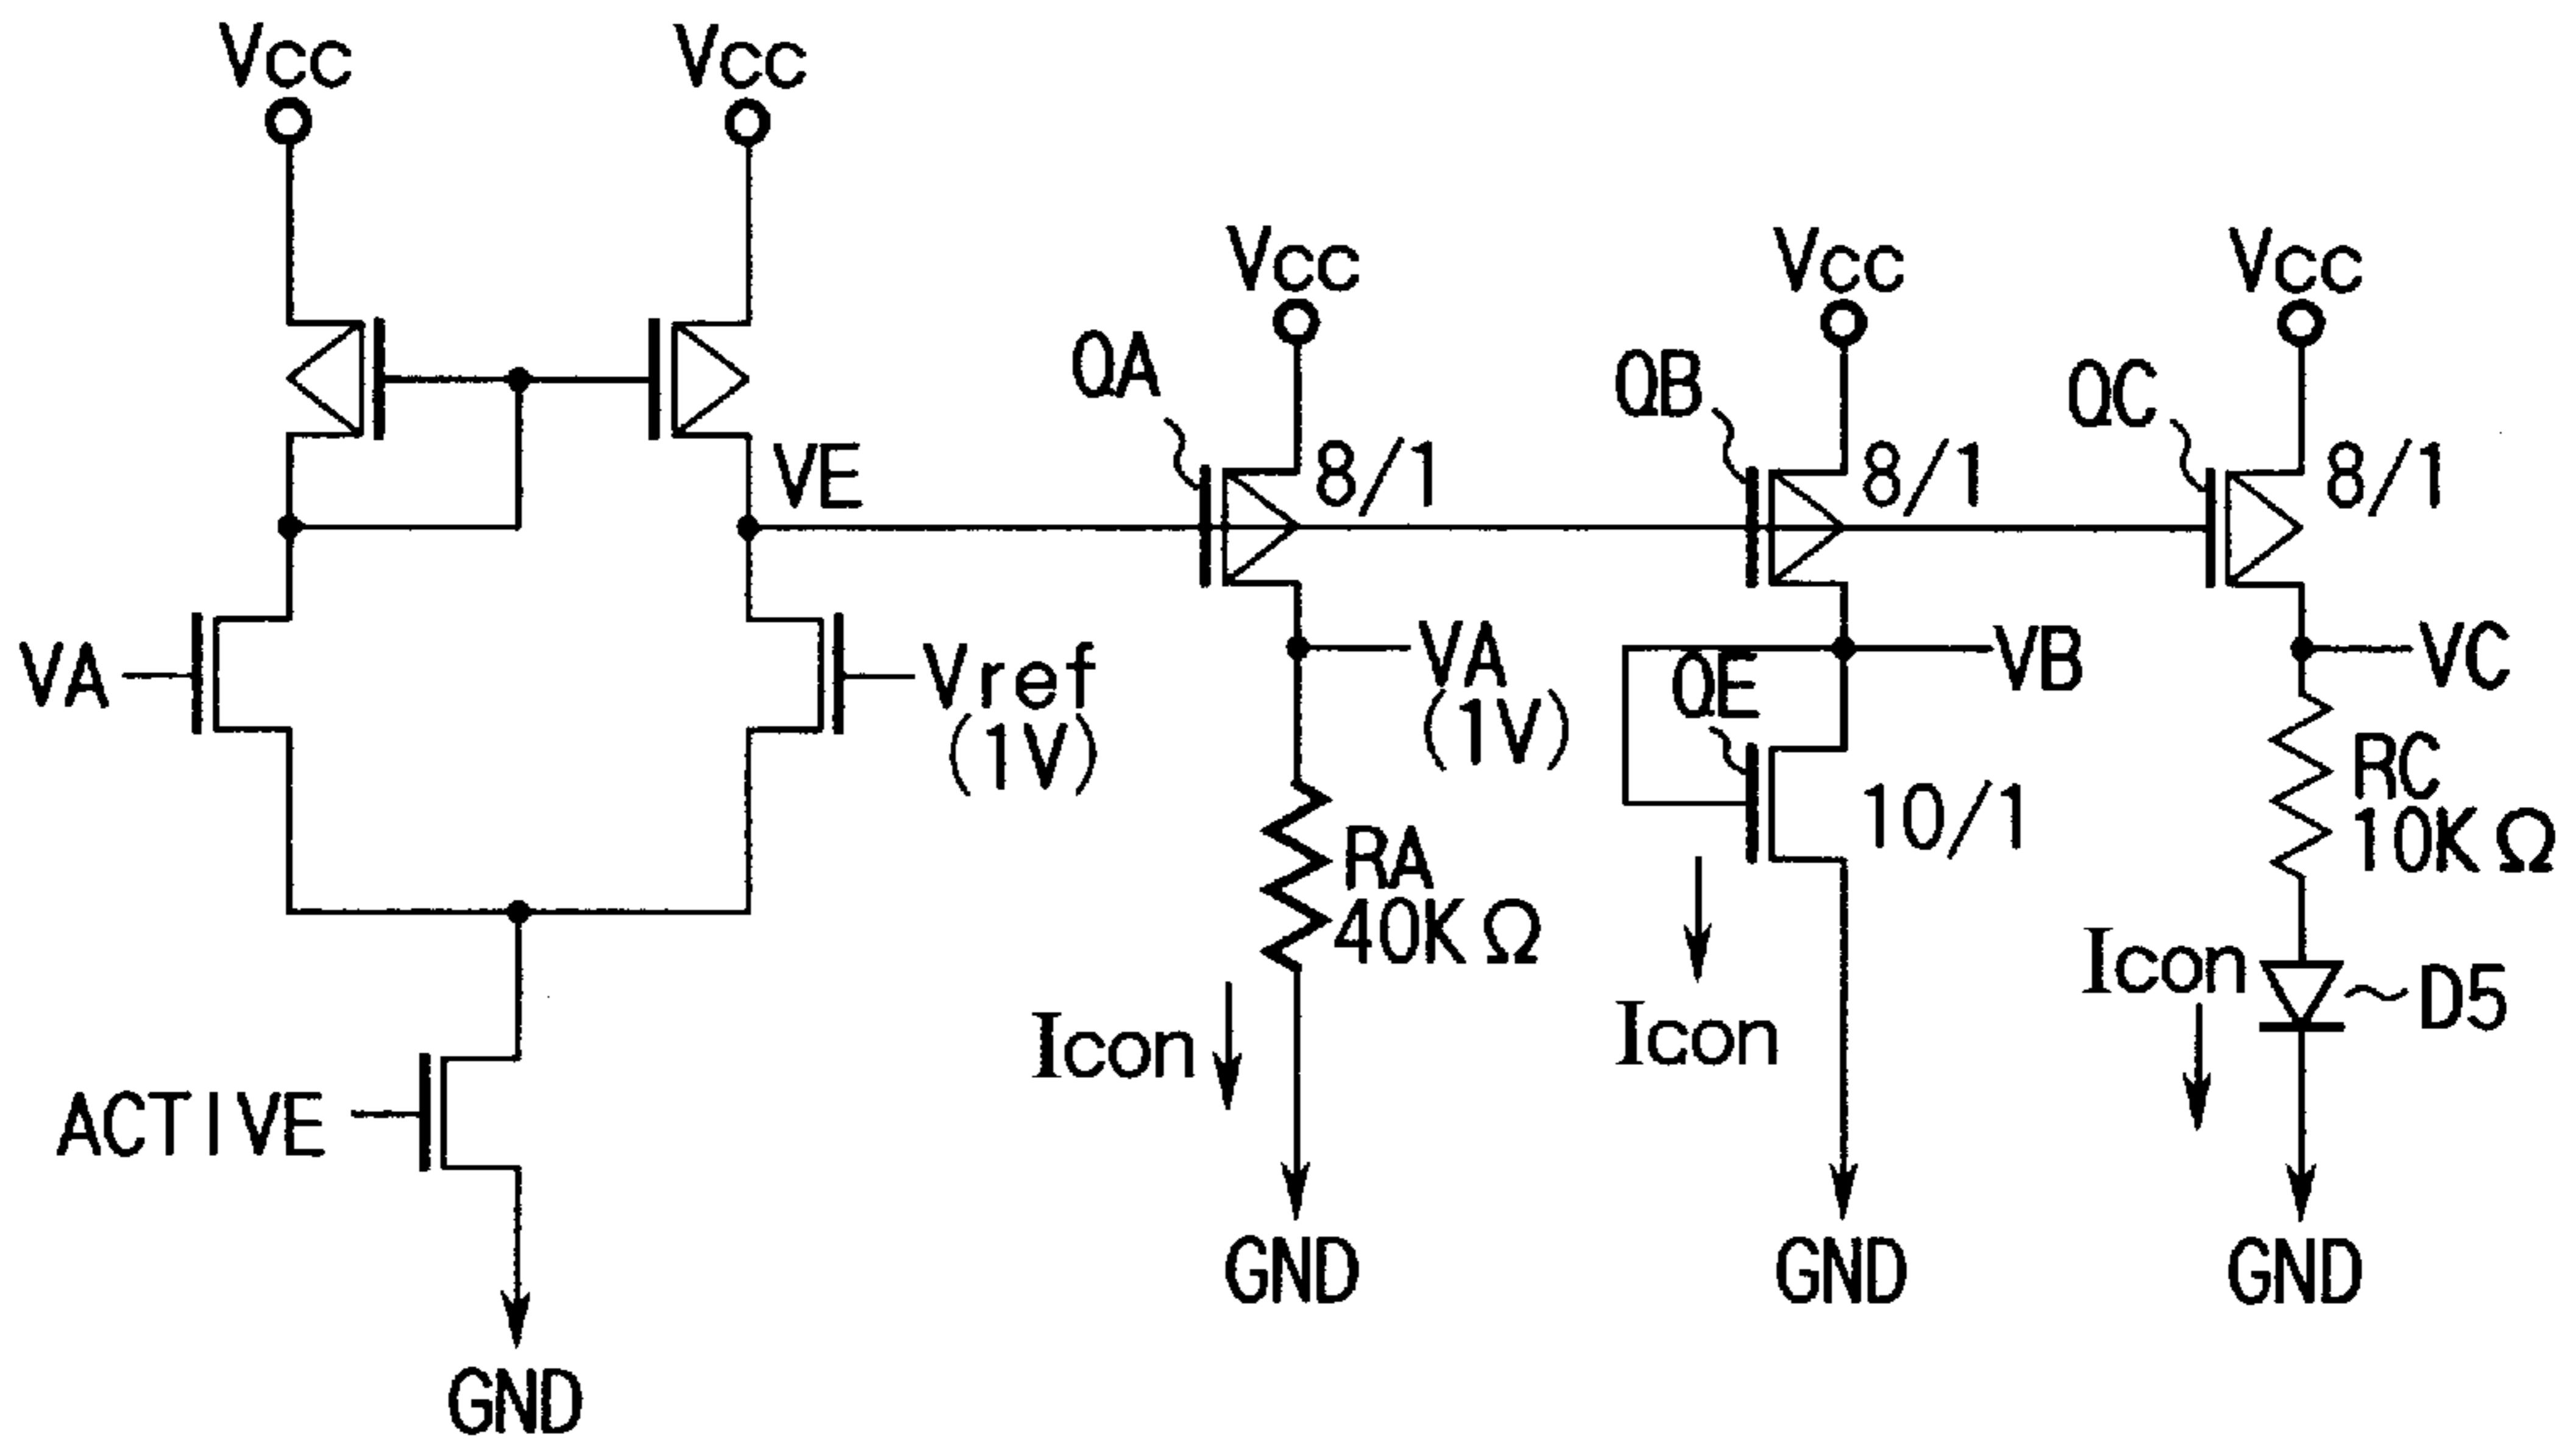 Vcc
Vcc
Vcc
Vcc
Vcc
QA
QB
QC
8/1
8/1
8/1
VE
VA
Vref
(1V)
VA
(1V)
QE
VB
VC
10/1
RA
40KΩ
RC
10KΩ
Icon
Icon
Icon
D5
ACTIVE
GND
GND
GND
GND